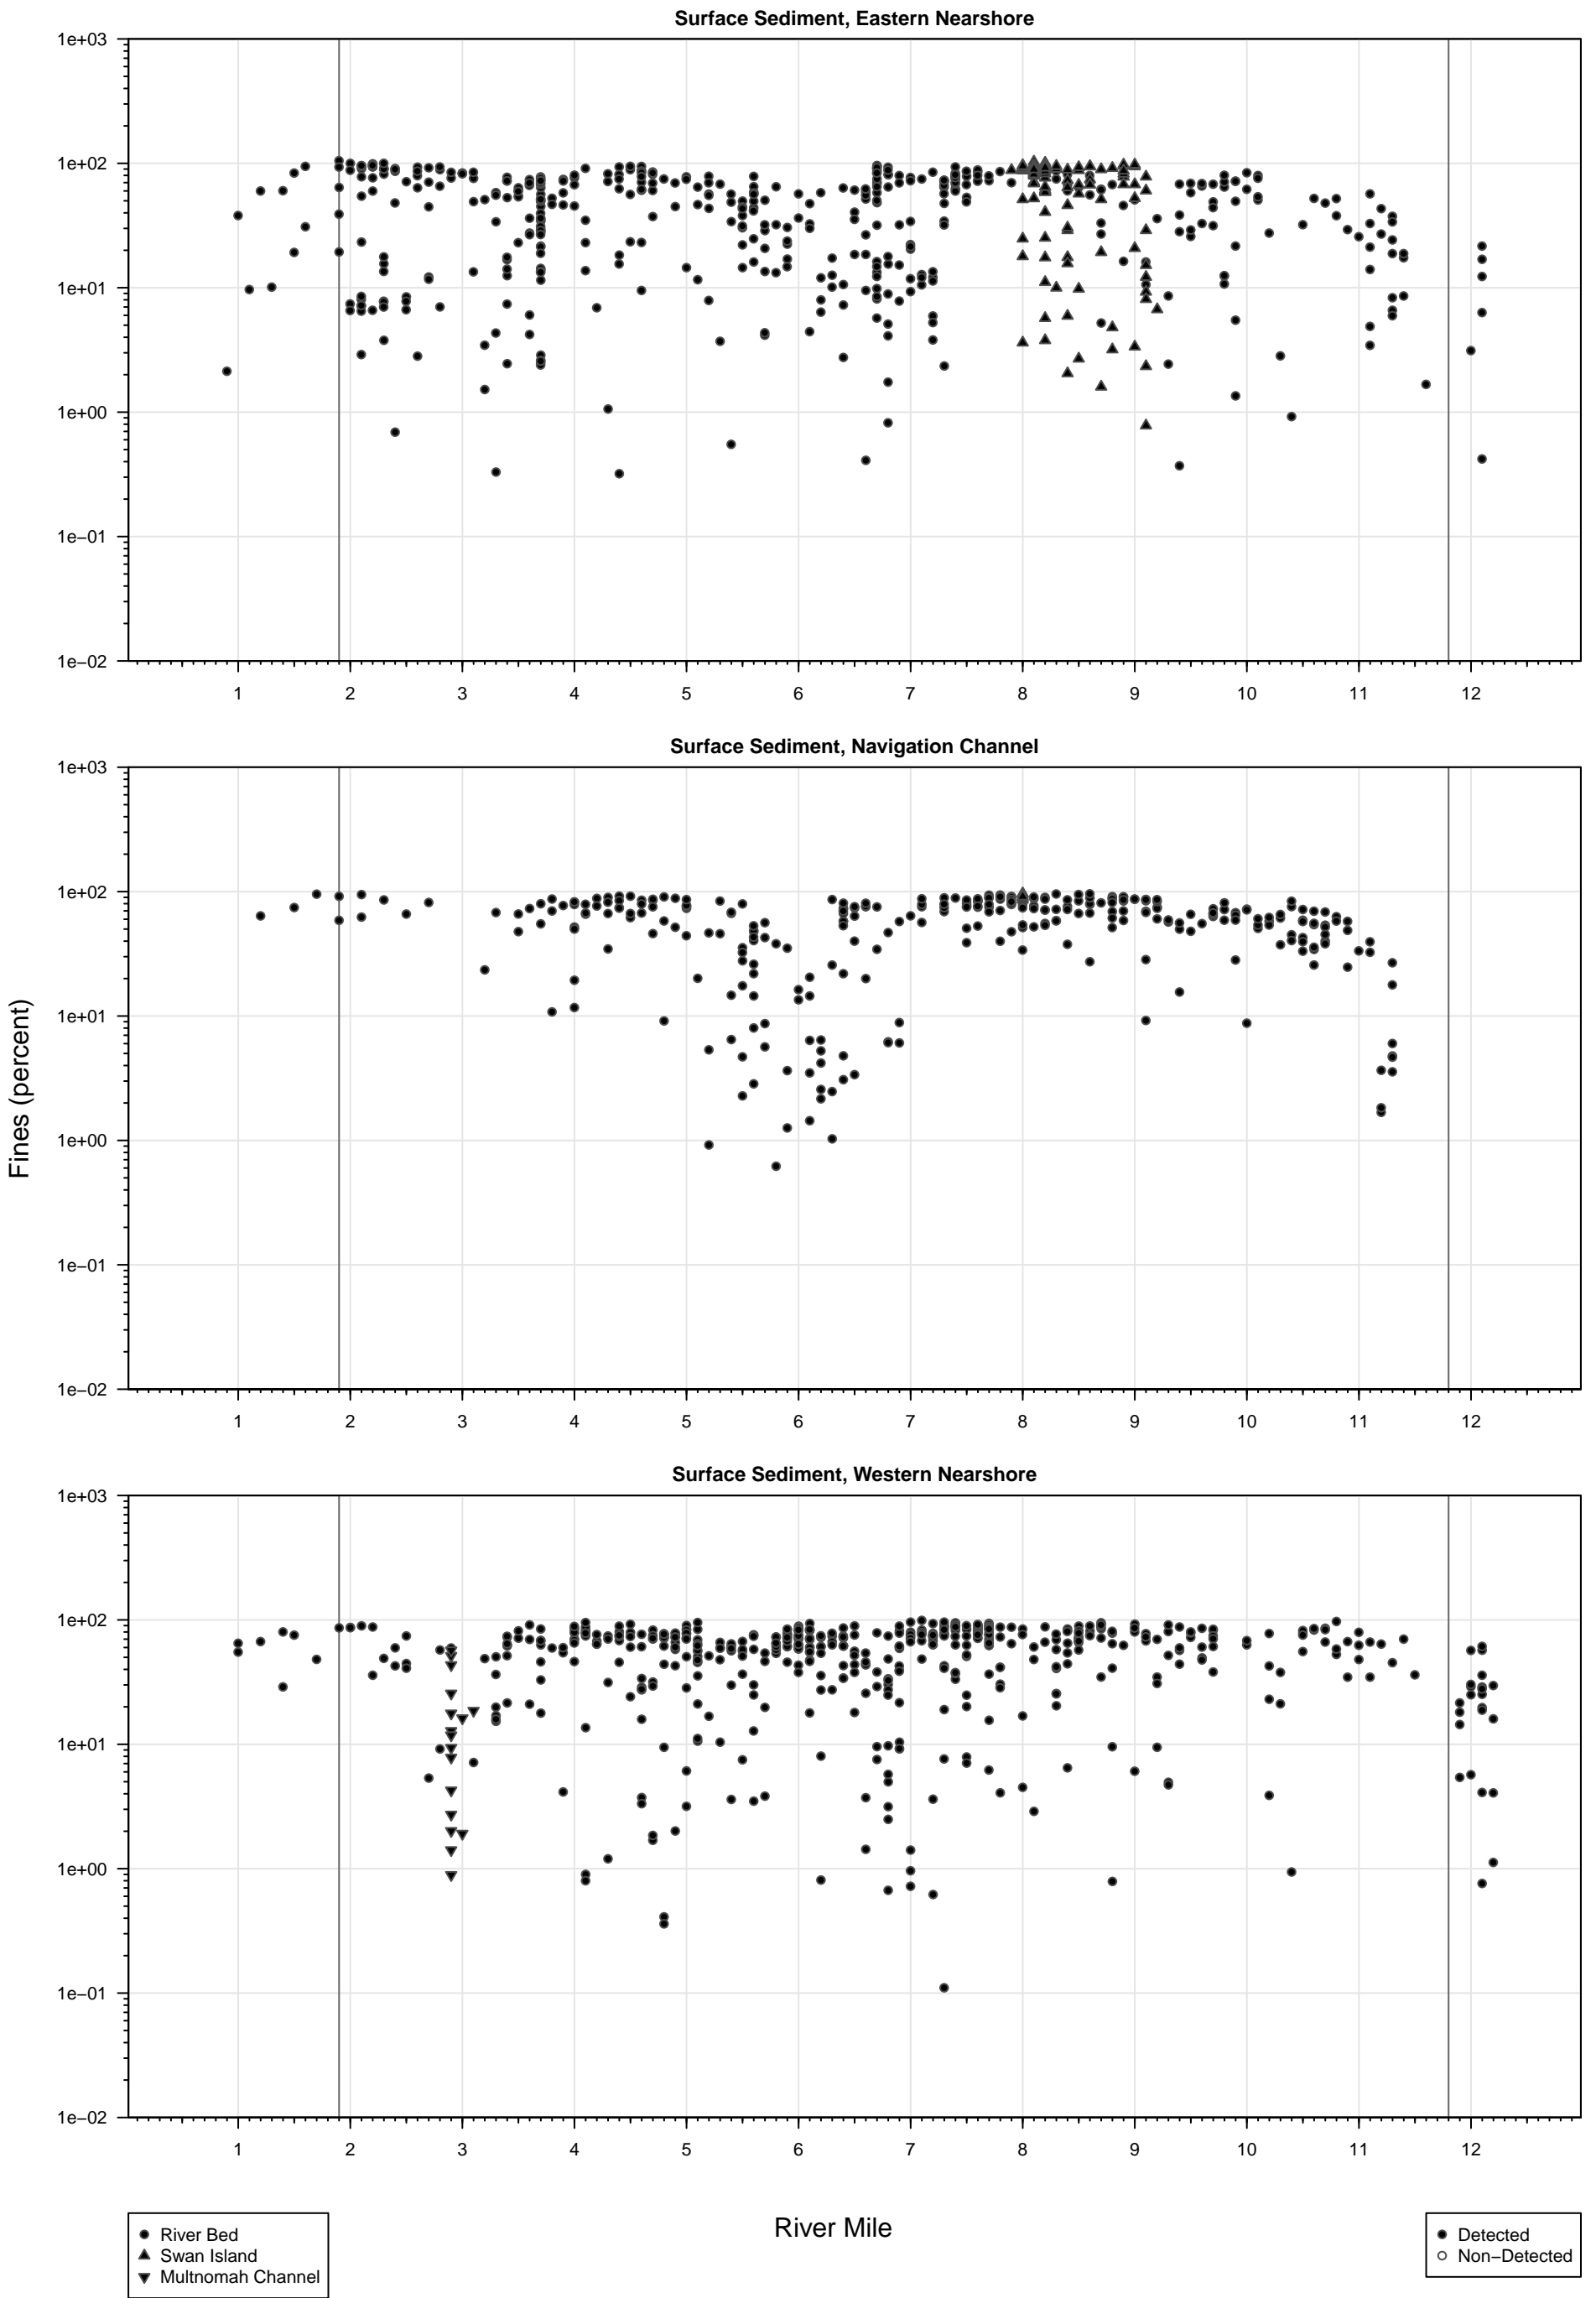 Surface Sediment, Eastern Nearshore
1e+03
1e+02
1e+01
1e+00
1e−01
1e−02
1 2 3 4 5 6 7 8 9 10 11 12
Surface Sediment, Navigation Channel
1e+03
1e+02
1e+01
1e+00
1e−01
1e−02
1 2 3 4 5 6 7 8 9 10 11 12
Fines (percent)
Surface Sediment, Western Nearshore
1e+03
1e+02
1e+01
1e+00
1e−01
1e−02
1 2 3 4 5 6 7 8 9 10 11 12
River Mile
River Bed
Swan Island
Multnomah Channel
Detected
Non−Detected